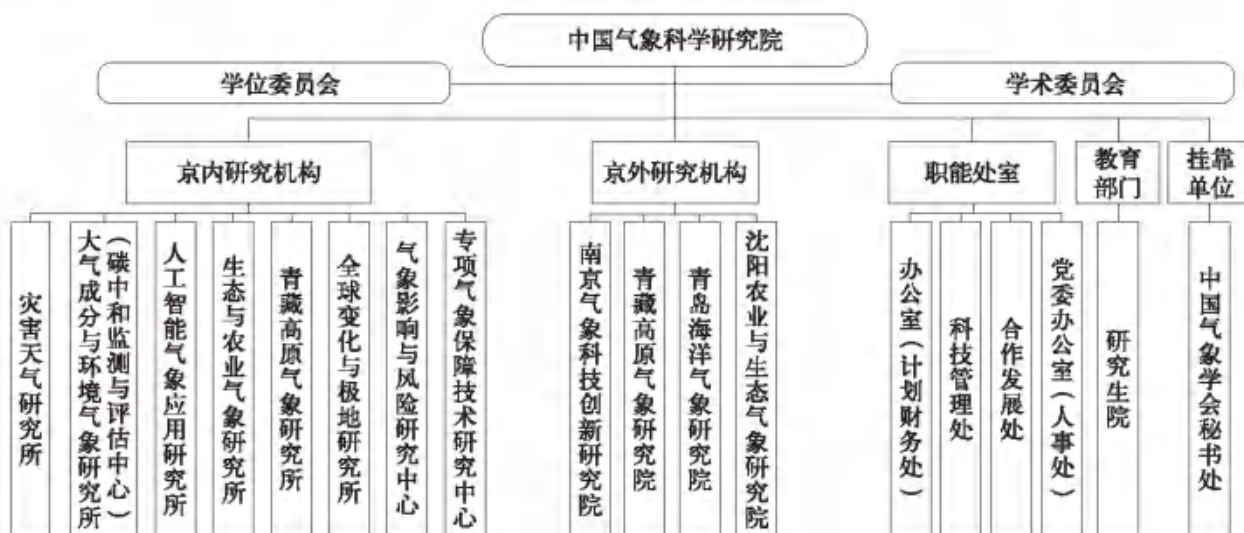 中国气象科学研究院
学位委员会
学术委员会
京内研究机构
京外研究机构
职能处室
教育
部门
挂靠
单位
灾害天气研究所
大气成分与环境气象研究所
(碳中和监测与评估中心)
人工智能气象应用研究所
生态与农业气象研究所
青藏高原气象研究所
全球变化与极地研究所
气象影响与风险研究中心
专项气象保障技术研究中心
南京气象科技创新研究院
青藏高原气象研究院
青岛海洋气象研究院
沈阳农业与生态气象研究院
办公室(计划财务处)
科技管理处
合作发展处
党委办公室(人事处)
研究生院
中国气象学会秘书处